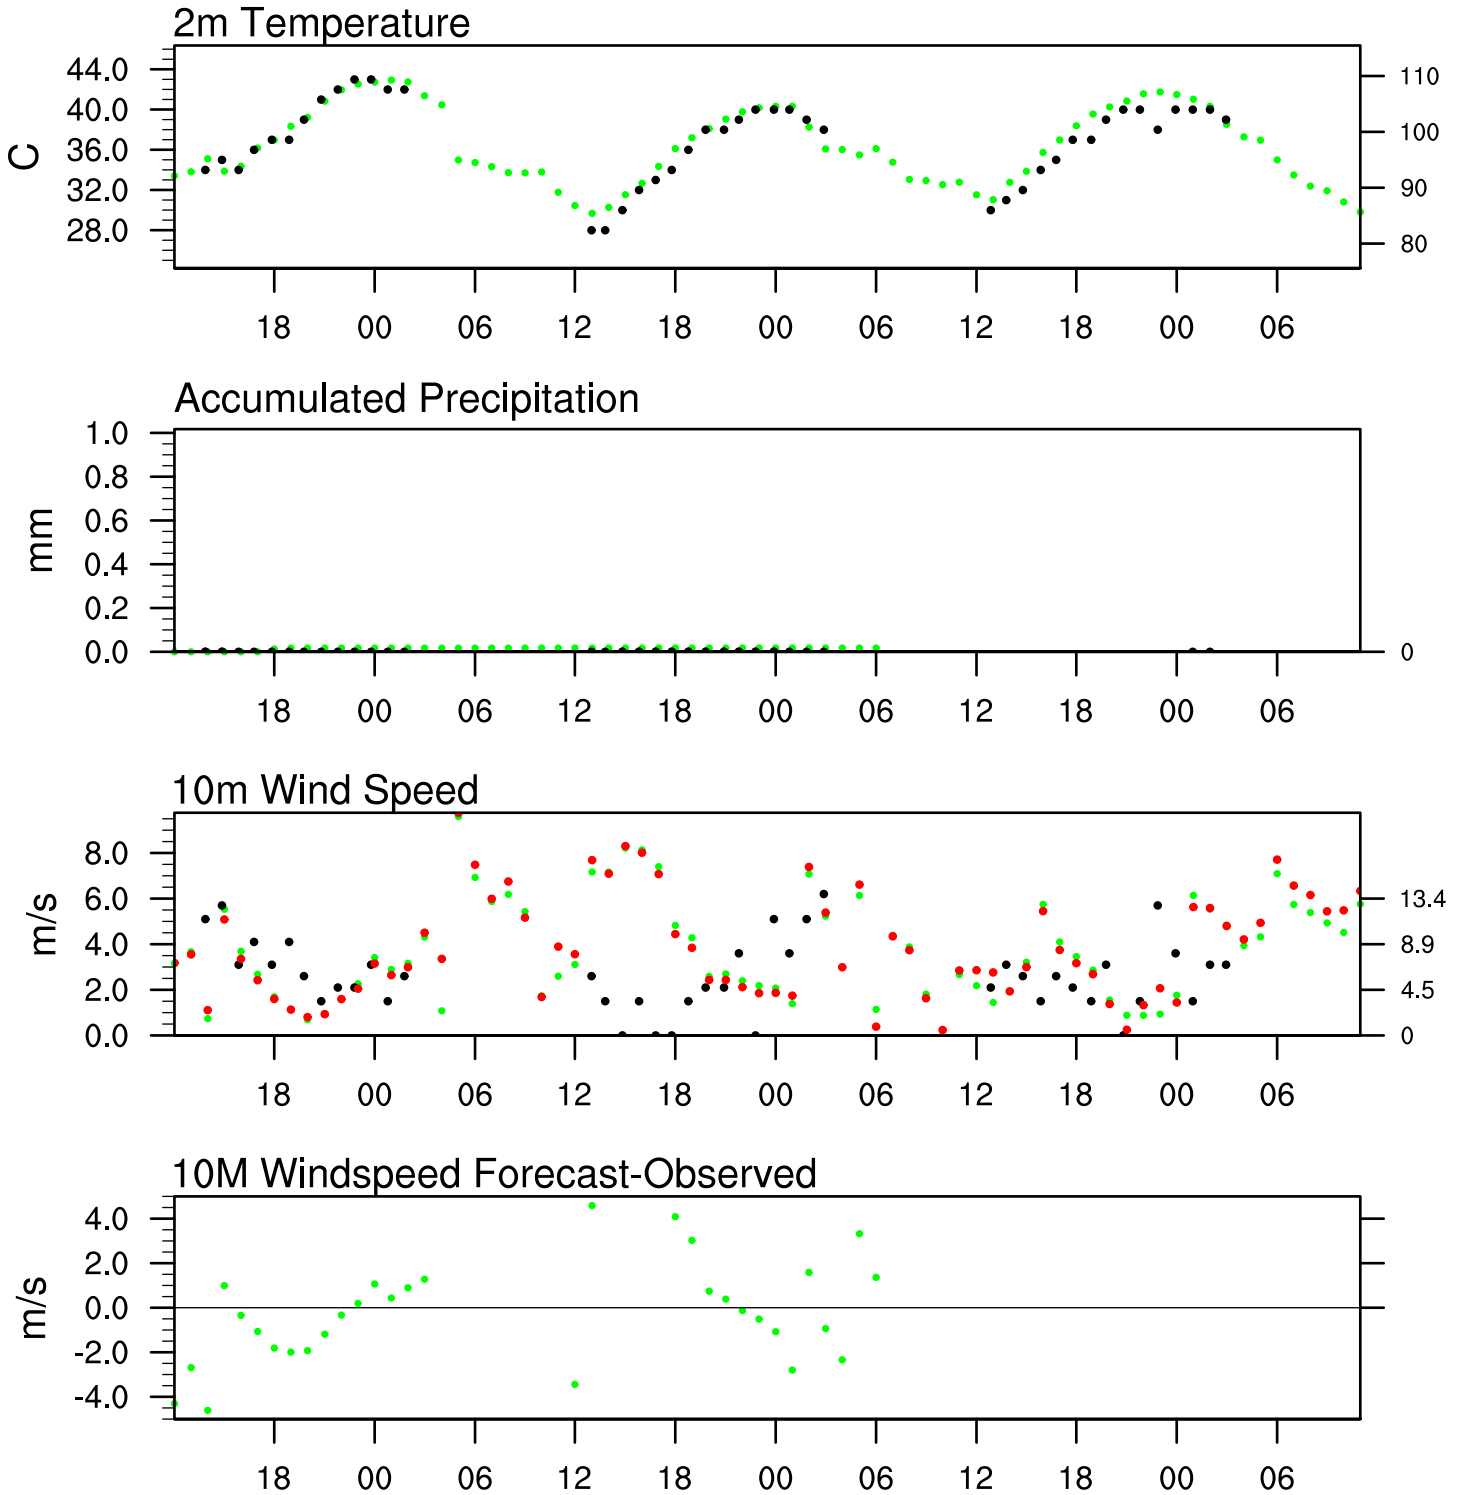 2m Temperature
44.0
110
40.0
100
C
36.0
32.0
90
28.0
80
18 00 06 12 18 00 06 12 18 00 06
Accumulated Precipitation
1.0
0.8
0.6
mm
0.4
0.2
0.0
0
18 00 06 12 18 00 06 12 18 00 06
10m Wind Speed
8.0
6.0
13.4
m/s
4.0
8.9
2.0
4.5
0.0
0
18 00 06 12 18 00 06 12 18 00 06
10M Windspeed Forecast-Observed
4.0
2.0
m/s
0.0
-2.0
-4.0
18 00 06 12 18 00 06 12 18 00 06